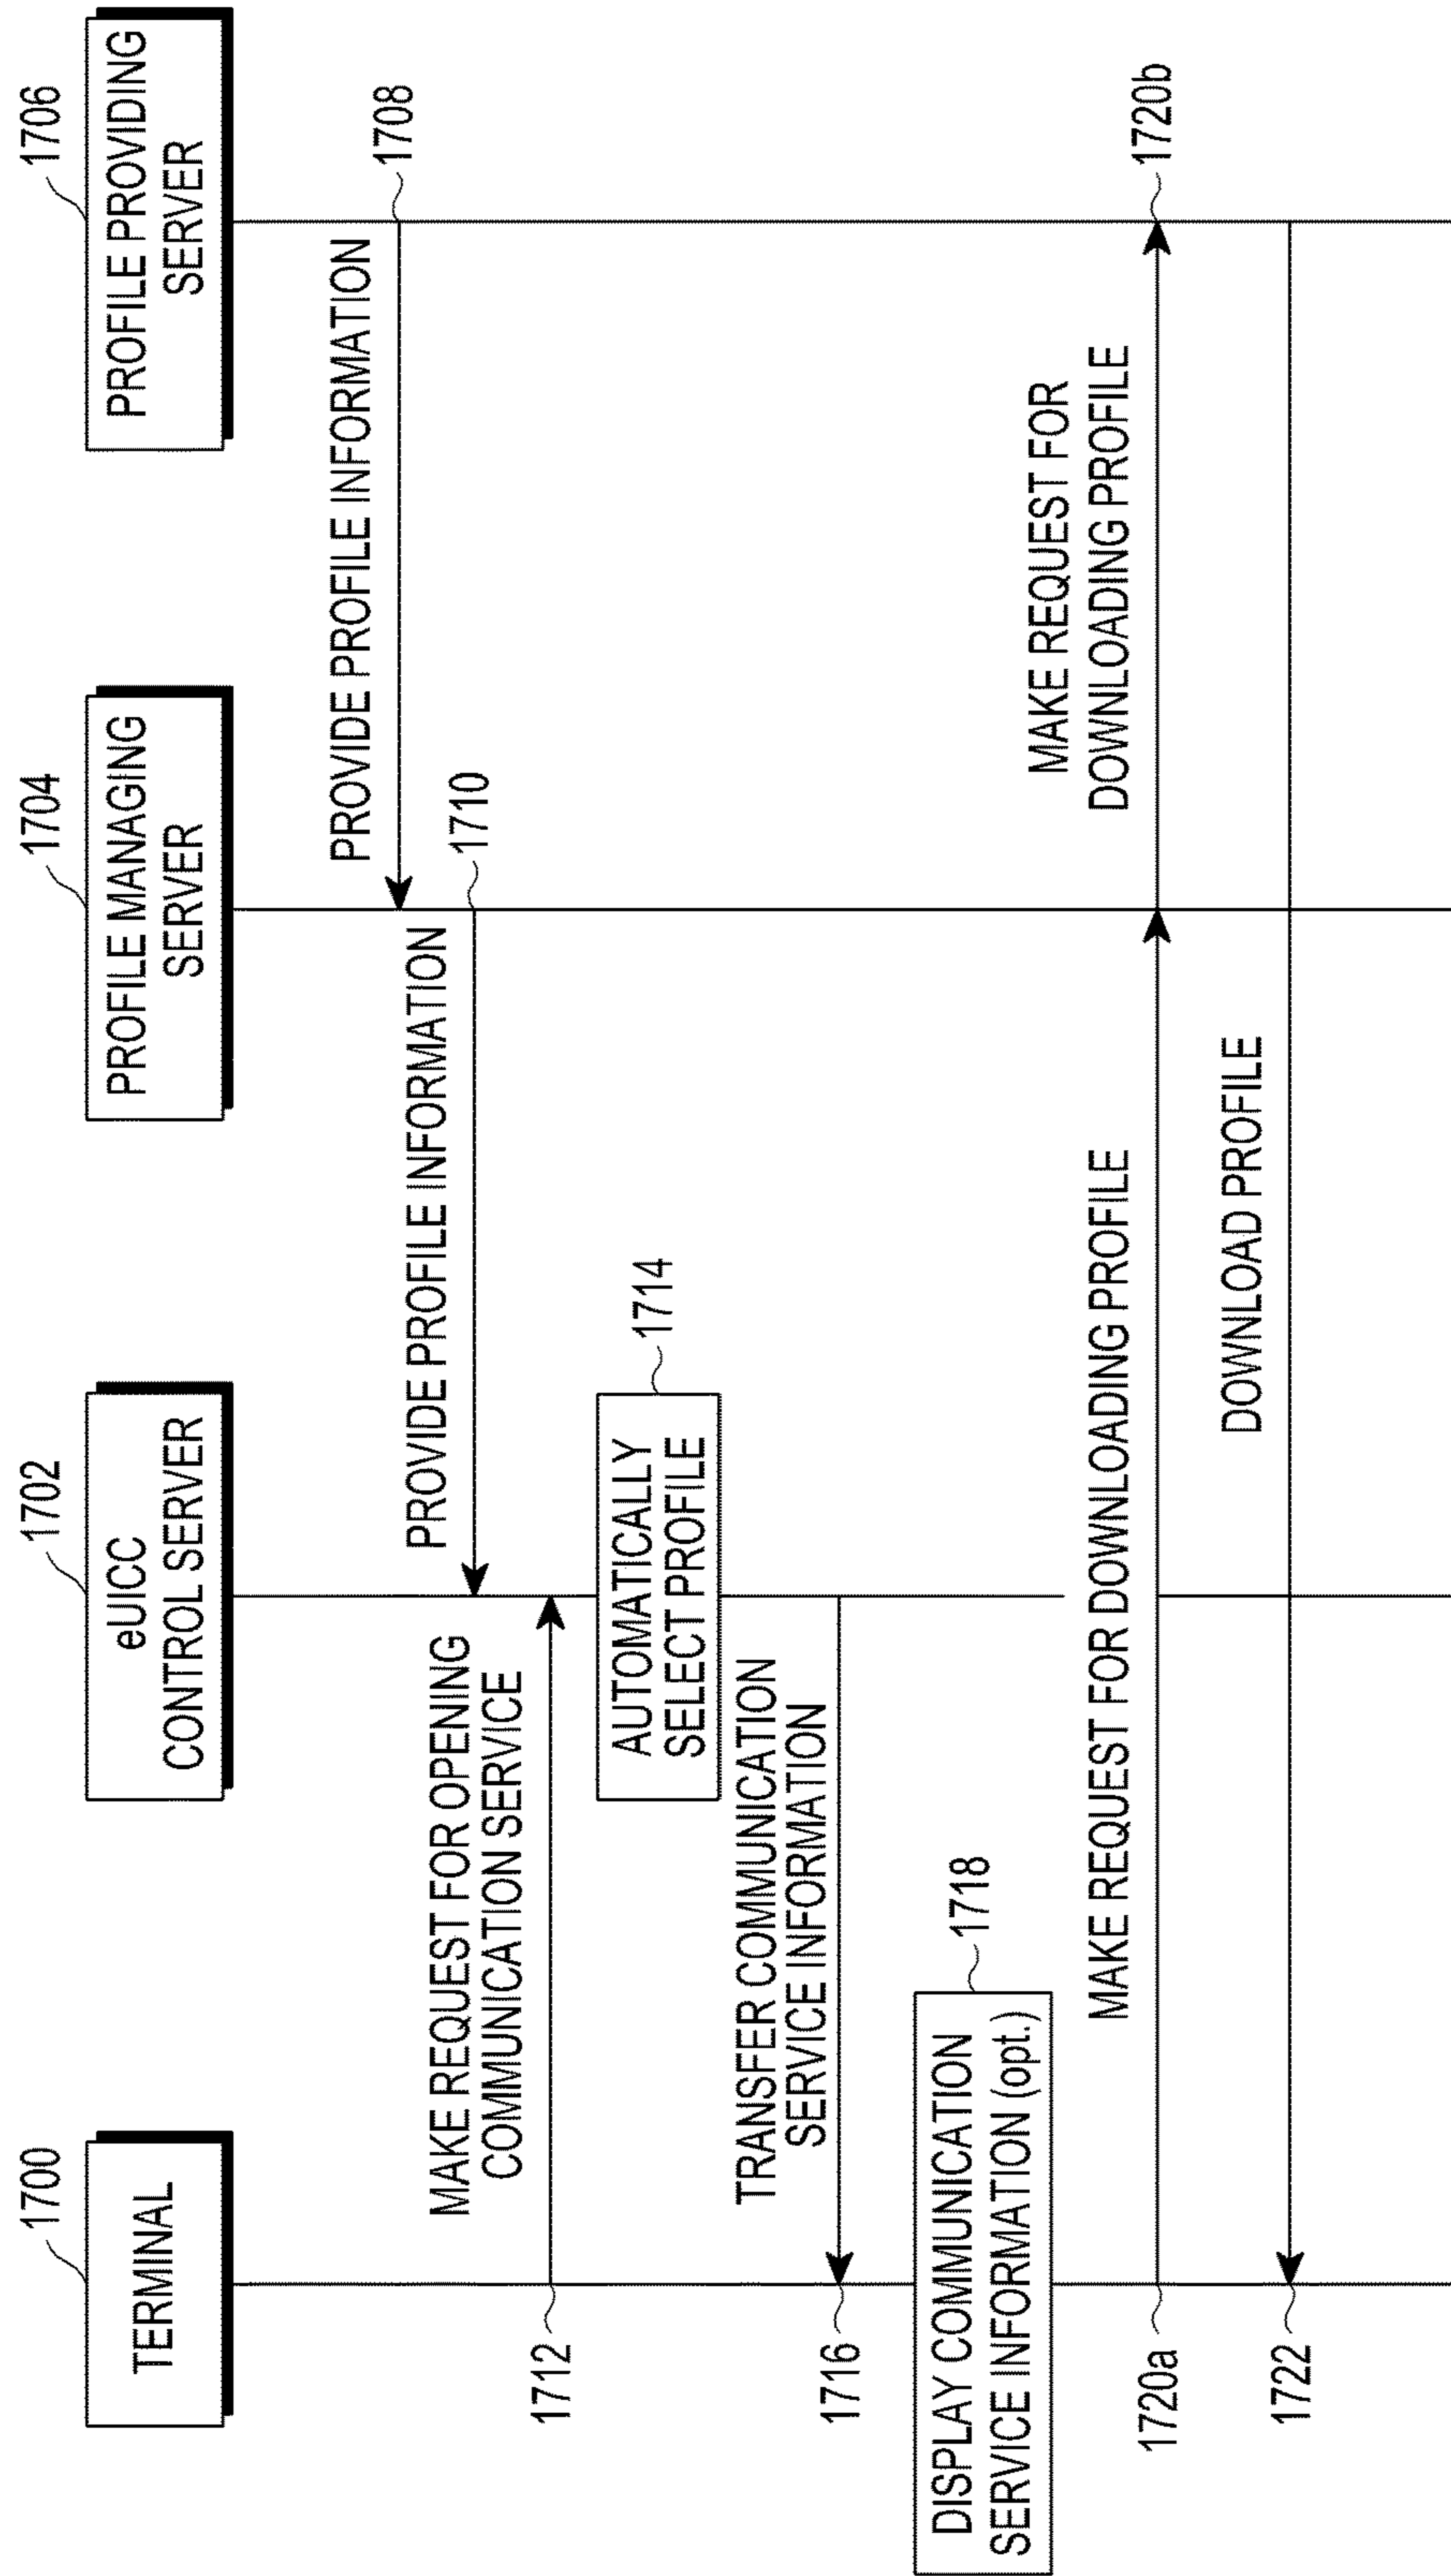 1700
TERMINAL
1702
eUICC
CONTROL SERVER
1704
PROFILE MANAGING
SERVER
1706
PROFILE PROVIDING
SERVER
PROVIDE PROFILE INFORMATION
1708
PROVIDE PROFILE INFORMATION
1710
MAKE REQUEST FOR OPENING
COMMUNICATION SERVICE
1712
AUTOMATICALLY
SELECT PROFILE
1714
TRANSFER COMMUNICATION
SERVICE INFORMATION
1716
DISPLAY COMMUNICATION
SERVICE INFORMATION (opt.)
1718
MAKE REQUEST FOR DOWNLOADING PROFILE
1720a
MAKE REQUEST FOR
DOWNLOADING PROFILE
1720b
DOWNLOAD PROFILE
1722